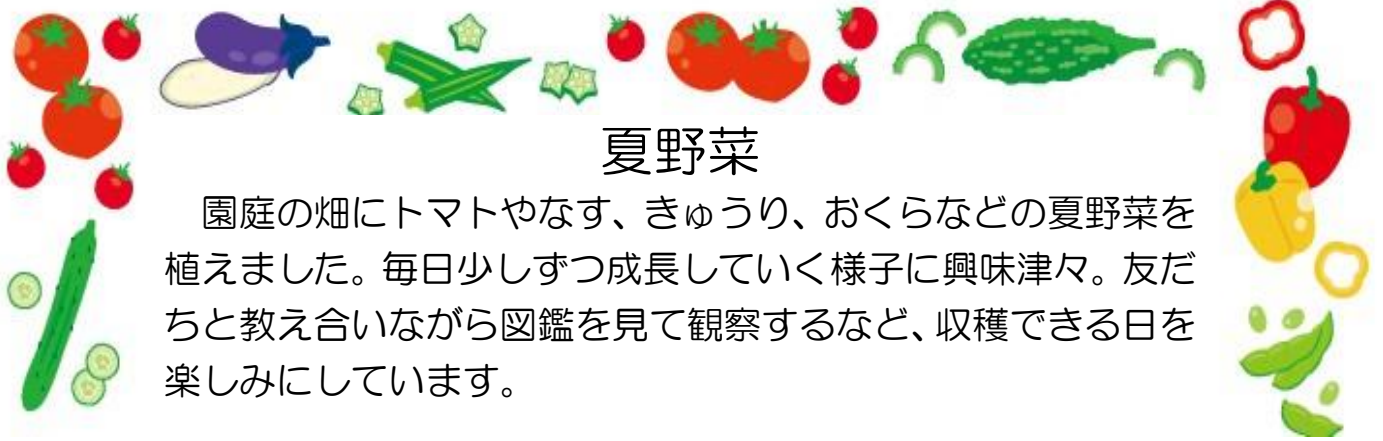 夏野菜
園庭の畑にトマトやなす、きゅうり、おくらなどの夏野菜を
植えました。毎日少しずつ成長していく様子に興味津々。友だ
ちと教え合いながら図鑑を見て観察するなど、収穫できる日を
楽しみにしています。